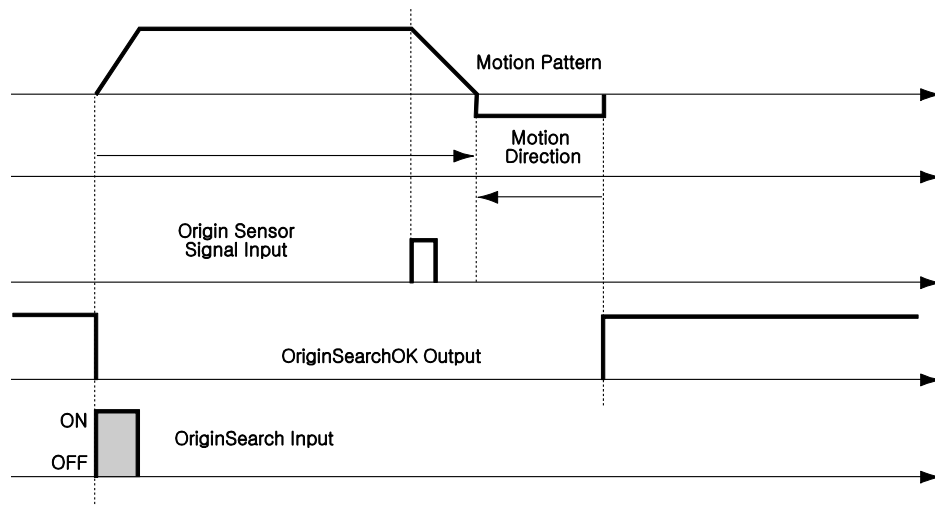 Motion Pattern
Motion
Direction
Origin Sensor
Signal Input
OriginSearchOK Output
ON
OriginSearch Input
OFF